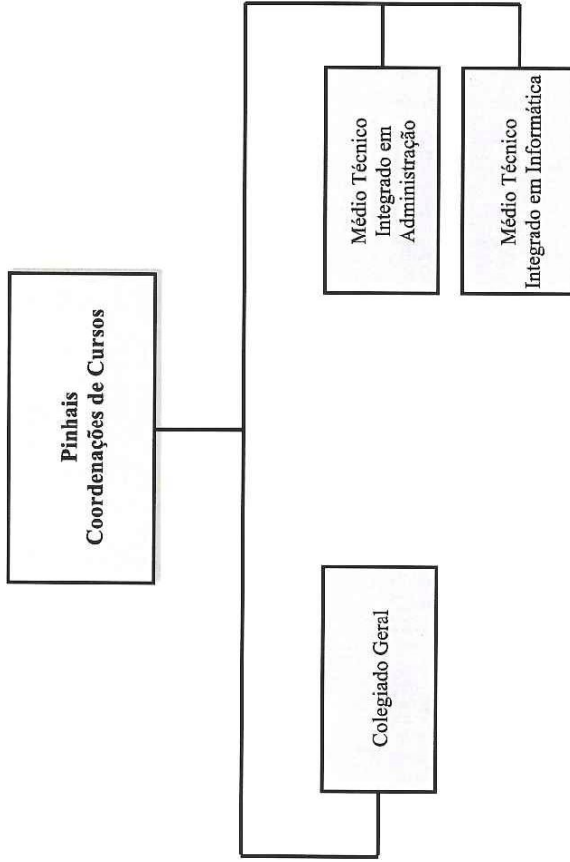 Pinhais
Coordenações de Cursos
Colegiado Geral
Médio Técnico
Integrado em
Administração
Médio Técnico
Integrado em Informática